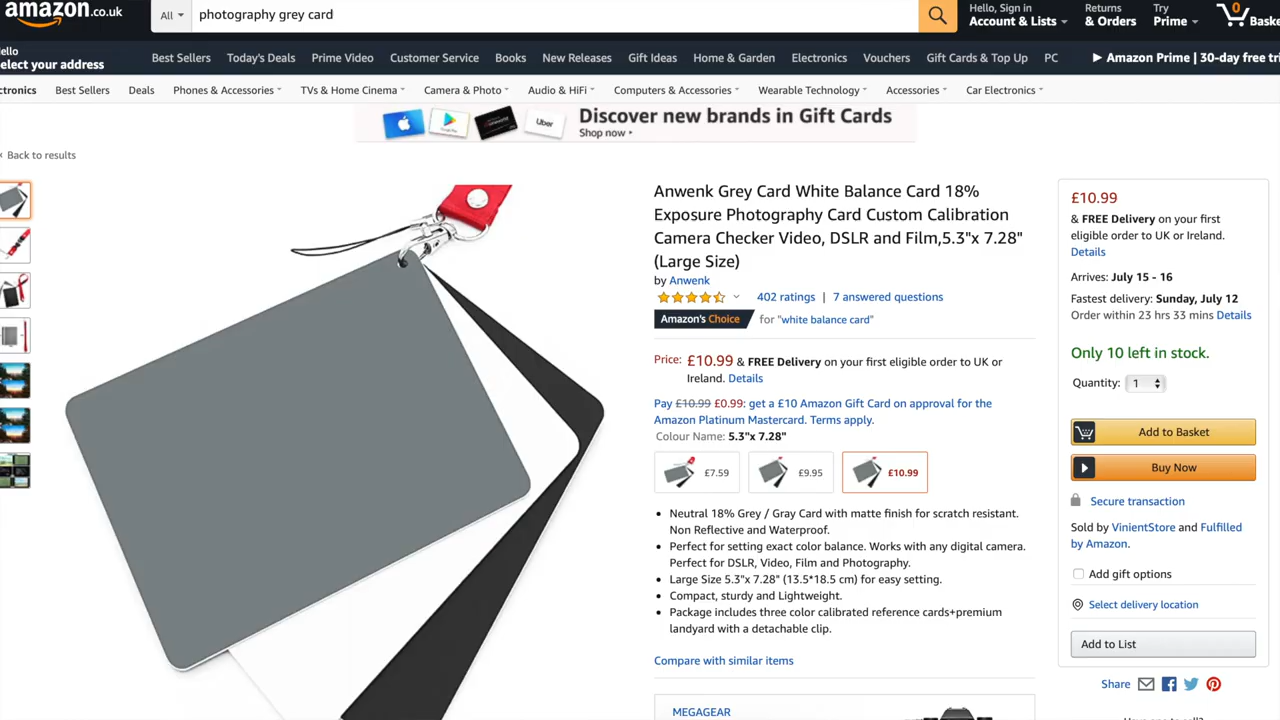 amazon.co.uk
All
photography grey card
Hello, Sign in
Account & Lists
Returns
& Orders
Try
Prime
0
elect your address
Best Sellers
Today's Deals
Prime Video
Customer Service
Books
New Releases
Gift Ideas
Home & Garden
Electronics
Vouchers
Gift Cards & Top Up
PC
Amazon Prime | 30-day free tri
ctronics
Best Sellers
Deals
Phones & Accessories
TVs & Home Cinema
Camera & Photo
Audio & HiFi
Computers & Accessories
Wearable Technology
Accessories
Car Electronics
Google Play
Uber
Discover new brands in Gift Cards
Shop now
Back to results
Anwenk Grey Card White Balance Card 18%
Exposure Photography Card Custom Calibration
Camera Checker Video, DSLR and Film,5.3"x 7.28"
(Large Size)
by Anwenk
402 ratings | 7 answered questions
Amazon's Choice for "white balance card"
Price: £10.99 & FREE Delivery on your first eligible order to UK or
Ireland. Details
Pay £10.99 £0.99: get a £10 Amazon Gift Card on approval for the
Amazon Platinum Mastercard. Terms apply.
Colour Name: 5.3"x 7.28"
£7.59
£9.95
£10.99
• Neutral 18% Grey / Gray Card with matte finish for scratch resistant.
Non Reflective and Waterproof.
• Perfect for setting exact color balance. Works with any digital camera.
Perfect for DSLR, Video, Film and Photography.
• Large Size 5.3"x 7.28" (13.5*18.5 cm) for easy setting.
• Compact, sturdy and Lightweight.
• Package includes three color calibrated reference cards+premium
landyard with a detachable clip.
Compare with similar items
MEGAGEAR
£10.99
& FREE Delivery on your first
eligible order to UK or Ireland.
Details
Arrives: July 15 - 16
Fastest delivery: Sunday, July 12
Order within 23 hrs 33 mins Details
Only 10 left in stock.
Quantity: 1
Add to Basket
Buy Now
Secure transaction
Sold by VinientStore and Fulfilled
by Amazon.
Add gift options
Select delivery location
Add to List
Share